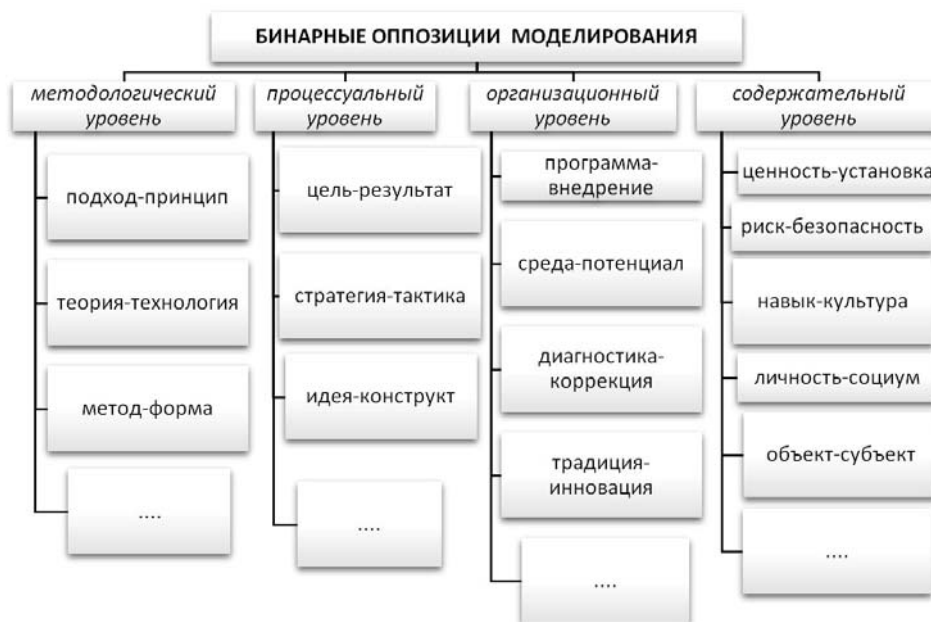 БИНАРНЫЕ ОППОЗИЦИИ МОДЕЛИРОВАНИЯ
методологический
уровень
подход-принцип
теория-технология
метод-форма
....
процессуальный
уровень
цель-результат
стратегия-тактика
идея-конструкт
....
организационный
уровень
программа-
внедрение
среда-потенциал
диагностика-
коррекция
традиция-
инновация
....
содержательный
уровень
ценность-установка
риск-безопасность
навык-культура
личность-социум
объект-субъект
....